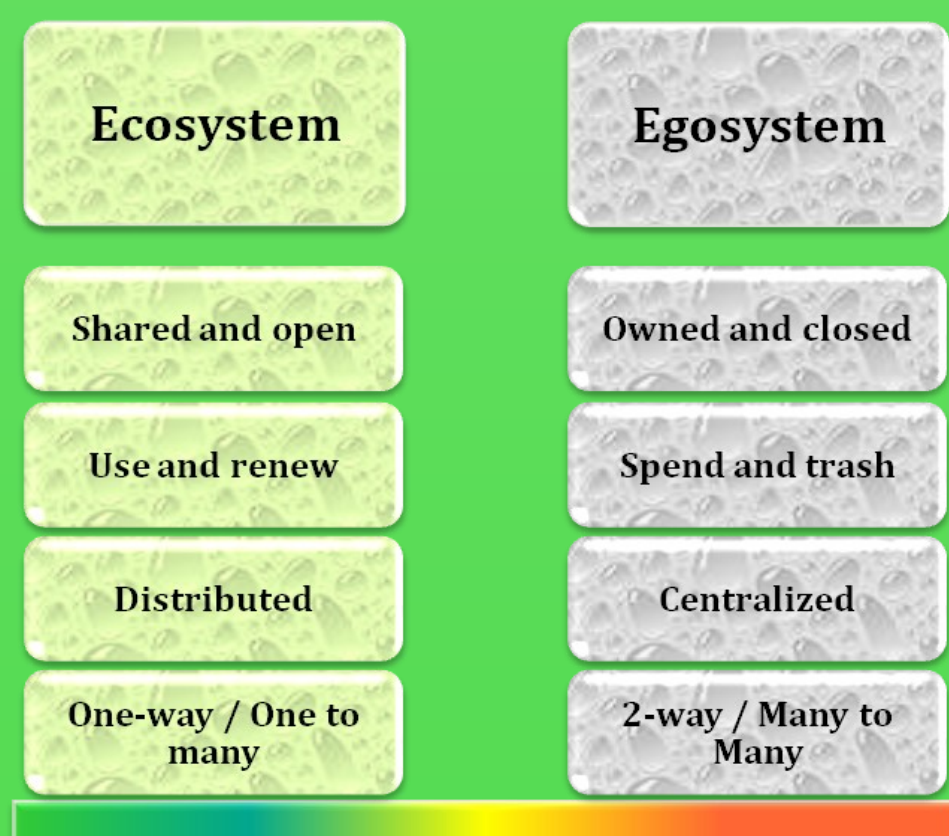 Ecosystem
Egosystem
Shared and open
Owned and closed
Use and renew
Spend and trash
Distributed
Centralized
One-way / One to
many
2-way / Many to
Many